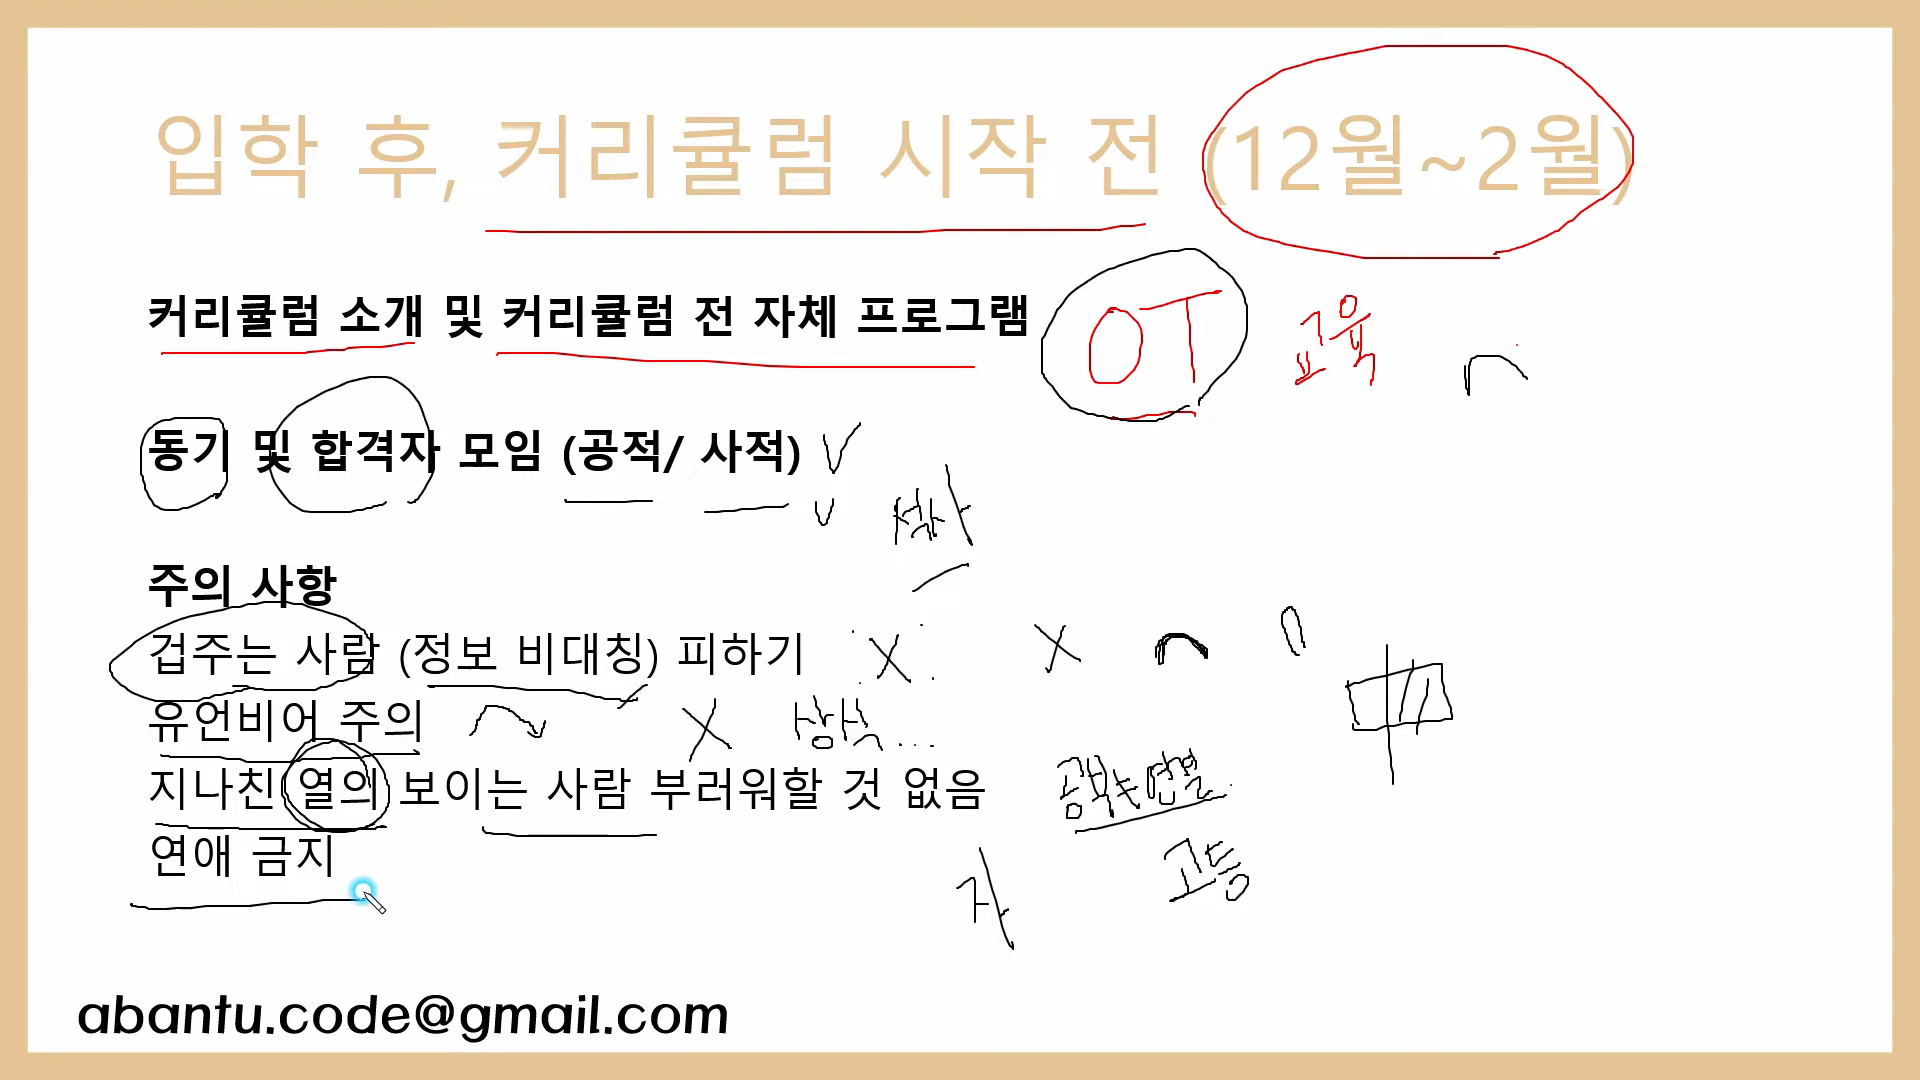 입학 후, 커리큘럼 시작 전 (12월~2월)
커리큘럼 소개 및 커리큘럼 전 자체 프로그램 OT 교육
동기 및 합격자 모임 (공적/ 사적)
주의 사항
겁주는 사람 (정보 비대칭) 피하기
유언비어 주의
지나친 열의 보이는 사람 부러워할 것 없음
연애 금지
고등
abantu.code@gmail.com